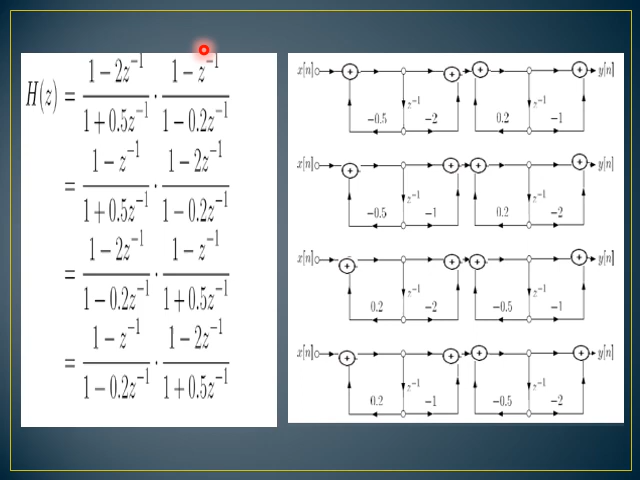 H(z) = (1 − 2z⁻¹)/(1 + 0.5z⁻¹) · (1 − z⁻¹)/(1 − 0.2z⁻¹)
= (1 − z⁻¹)/(1 + 0.5z⁻¹) · (1 − 2z⁻¹)/(1 − 0.2z⁻¹)
= (1 − 2z⁻¹)/(1 − 0.2z⁻¹) · (1 − z⁻¹)/(1 + 0.5z⁻¹)
= (1 − z⁻¹)/(1 − 0.2z⁻¹) · (1 − 2z⁻¹)/(1 + 0.5z⁻¹)
x[n] + + + + y[n]
z⁻¹ z⁻¹
−0.5 −2 0.2 −1
x[n] + + + + y[n]
z⁻¹ z⁻¹
−0.5 −1 0.2 −2
x[n] + + + + y[n]
z⁻¹ z⁻¹
0.2 −2 −0.5 −1
x[n] + + + + y[n]
z⁻¹ z⁻¹
0.2 −1 −0.5 −2